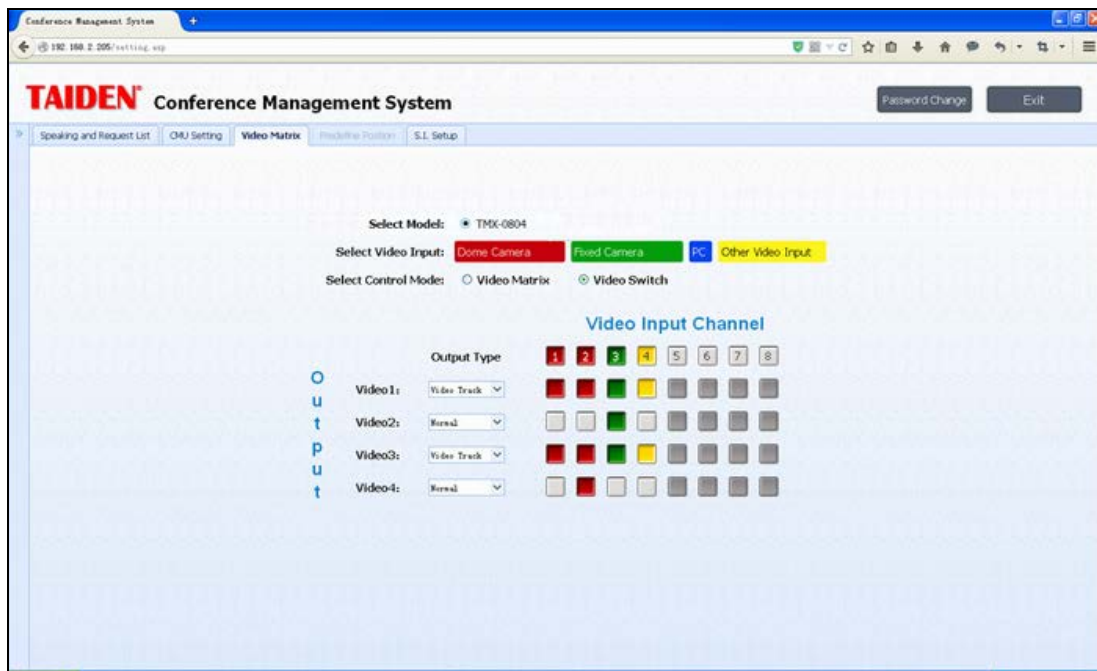 Conference Management System
192.168.2.205/setting.asp
TAIDEN® Conference Management System
Password Change
Exit
Speaking and Request List
CMU Setting
Video Matrix
Predefine Position
S.I. Setup
Select Model: TMX-0804
Select Video Input: Dome Camera Fixed Camera PC Other Video Input
Select Control Mode: Video Matrix Video Switch
Video Input Channel
Output Type 1 2 3 4 5 6 7 8
Output
Video1: Video Track
Video2: Normal
Video3: Video Track
Video4: Normal